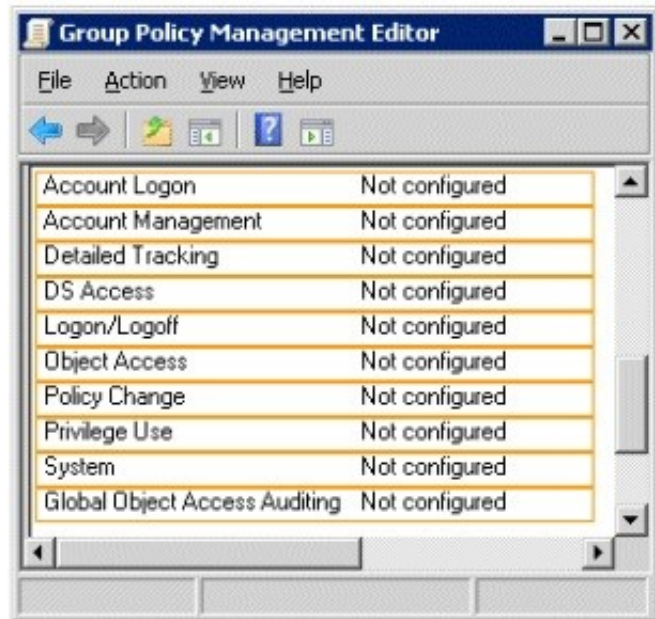 Group Policy Management Editor
File Action View Help
Account Logon Not configured
Account Management Not configured
Detailed Tracking Not configured
DS Access Not configured
Logon/Logoff Not configured
Object Access Not configured
Policy Change Not configured
Privilege Use Not configured
System Not configured
Global Object Access Auditing Not configured